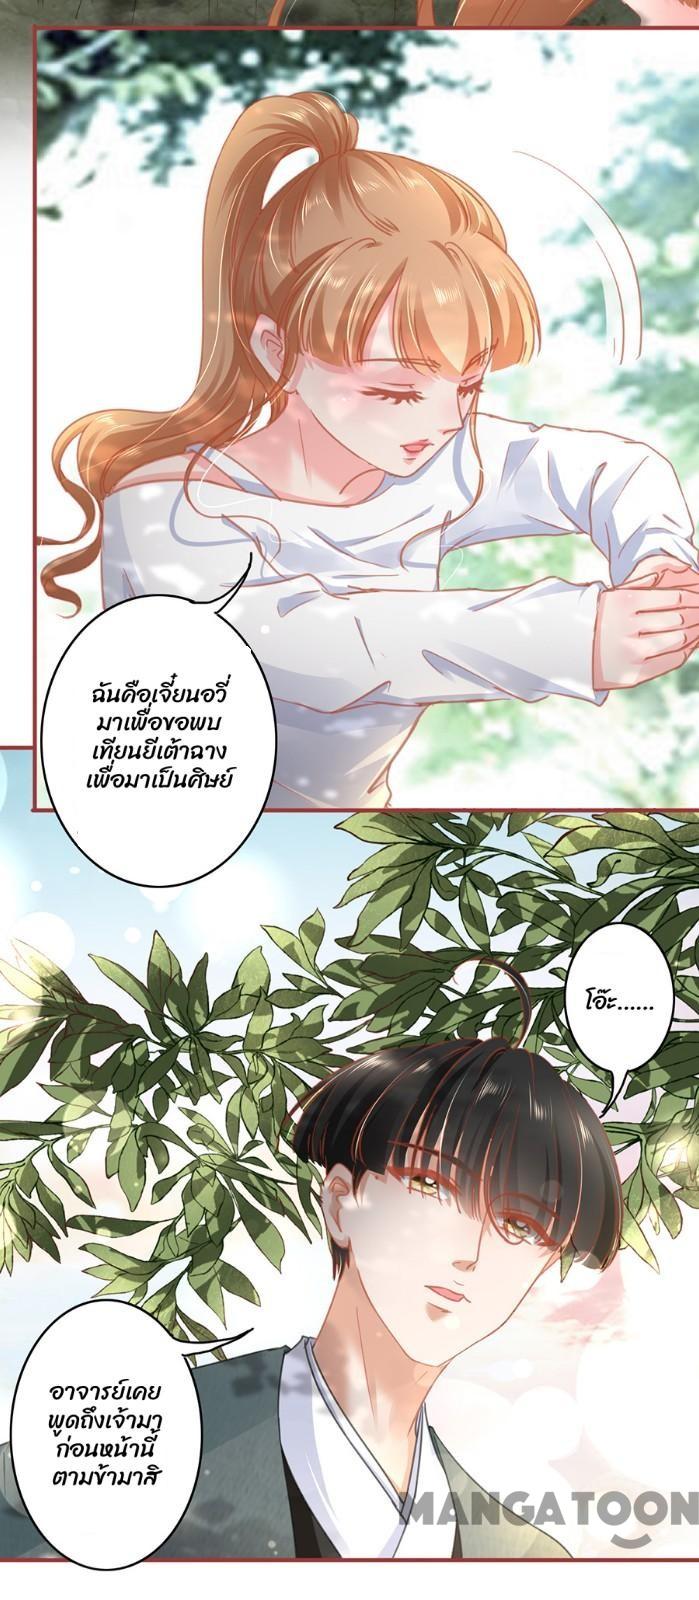 ฉันคือเจี๋ยนอวี่
มาเพื่อขอพบ
เทียนยีเต้าฉาง
เพื่อมาเป็นศิษย์
โอ๊ะ......
อาจารย์เคย
พูดถึงเจ้ามา
ก่อนหน้านี้
ตามข้ามาสิ
MANGATOON